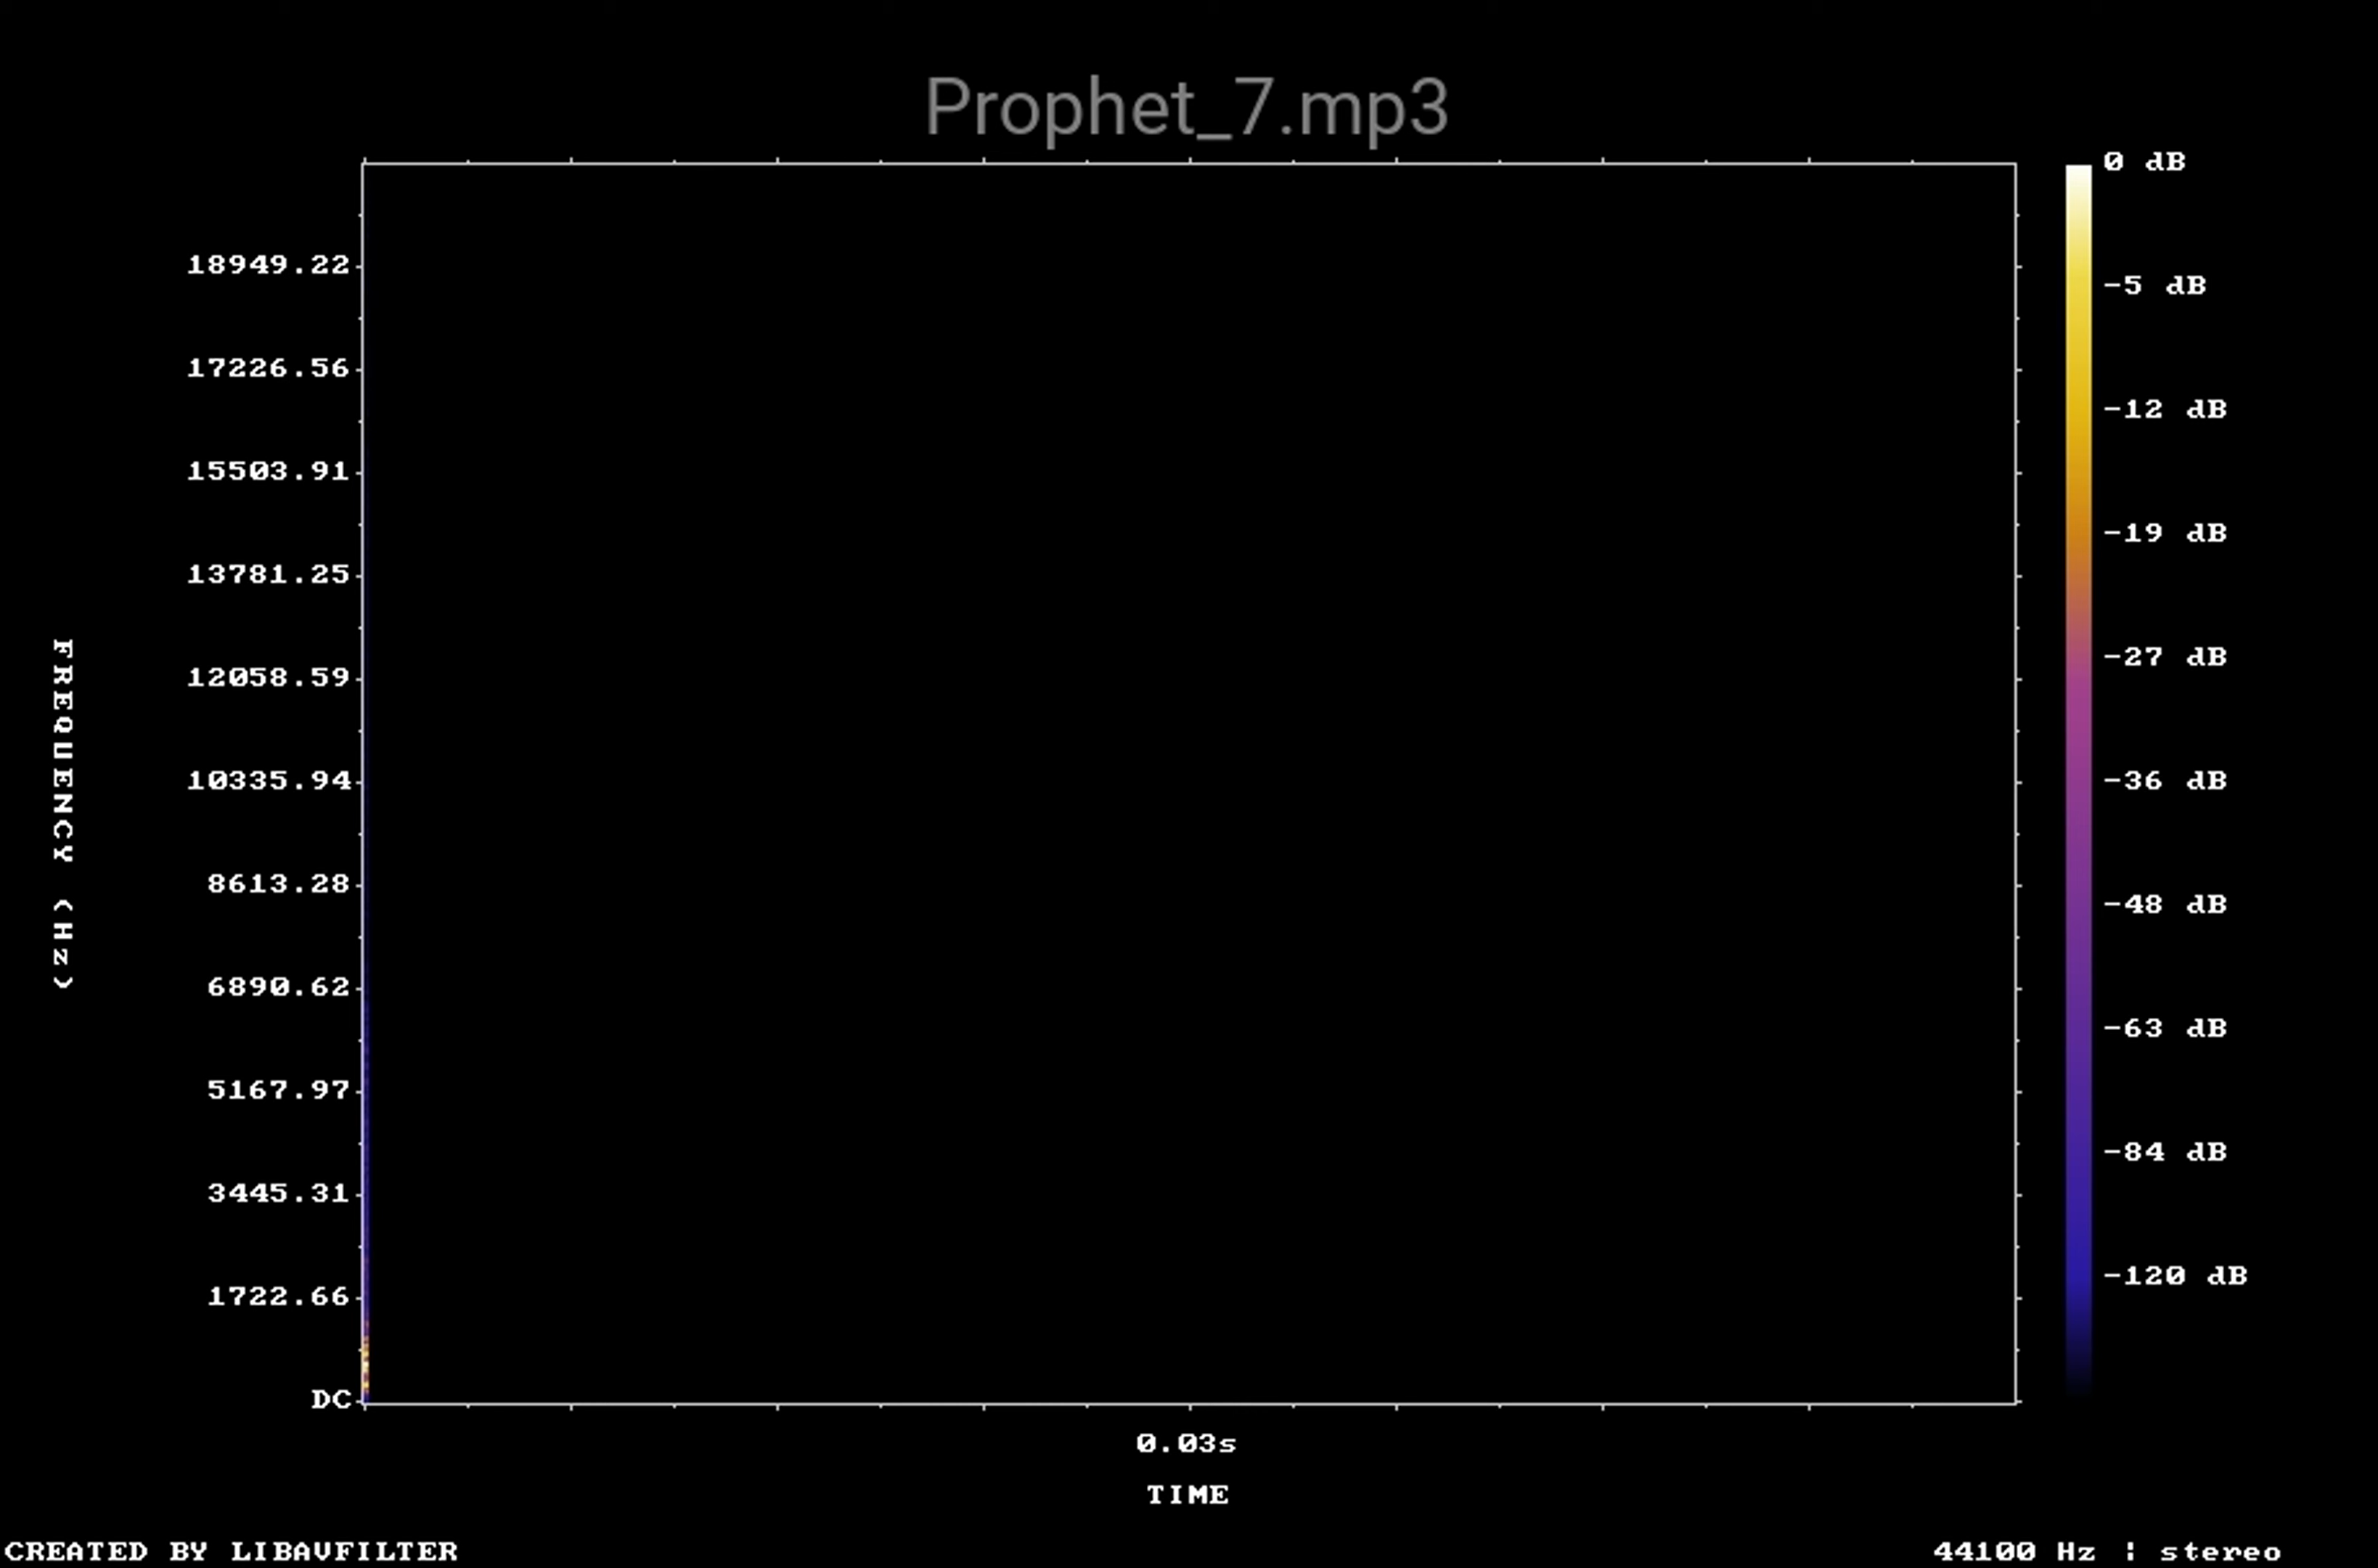 Prophet_7.mp3
0 dB
18949.22
-5 dB
17226.56
-12 dB
15503.91
-19 dB
13781.25
-27 dB
12058.59
10335.94
-36 dB
8613.28
-48 dB
6890.62
-63 dB
5167.97
-84 dB
3445.31
-120 dB
1722.66
DC
FREQUENCY (Hz)
0.03s
TIME
CREATED BY LIBAVFILTER
44100 Hz | stereo